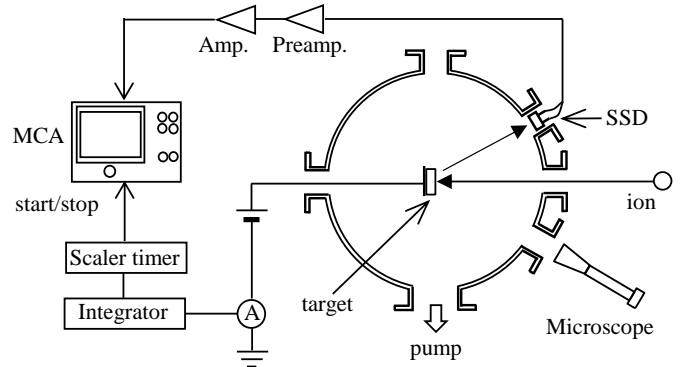 Amp.
Preamp.
MCA
SSD
start/stop
ion
Scaler timer
Integrator
A
target
pump
Microscope